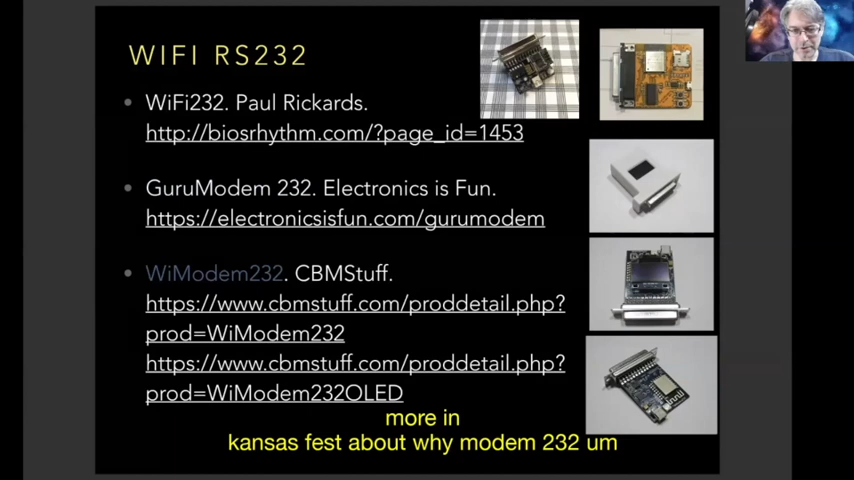 WIFI RS232
WiFi232. Paul Rickards.
http://biosrhythm.com/?page_id=1453
GuruModem 232. Electronics is Fun.
https://electronicsisfun.com/gurumodem
WiModem232. CBMStuff.
https://www.cbmstuff.com/proddetail.php?
prod=WiModem232
https://www.cbmstuff.com/proddetail.php?
prod=WiModem232OLED
more in
kansas fest about why modem 232 um